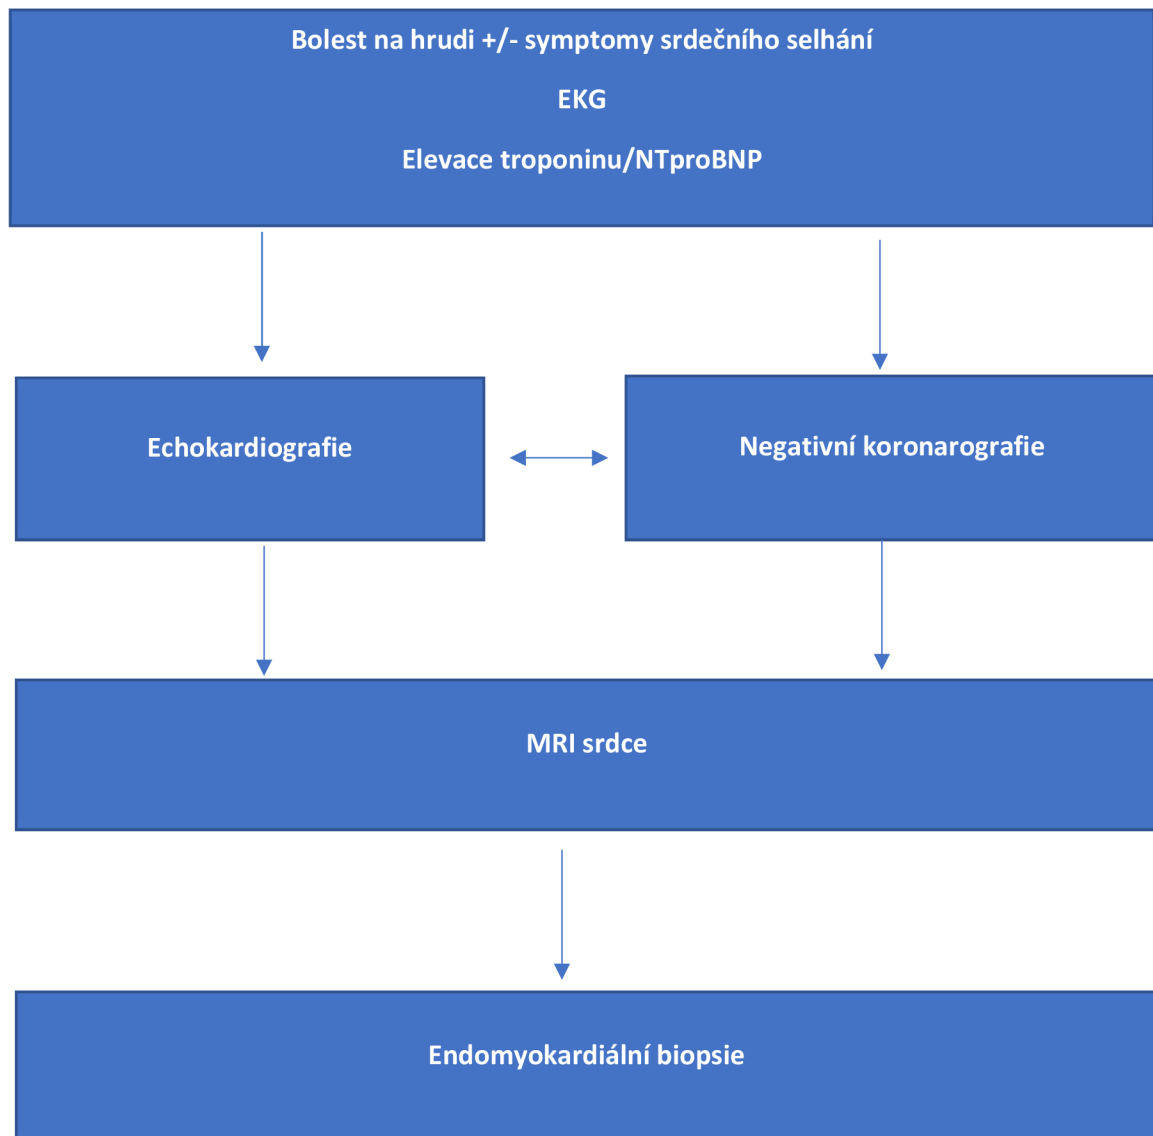 Bolest na hrudi +/- symptomy srdečního selhání
EKG
Elevace troponinu/NTproBNP
Echokardiografie
Negativní koronarografie
MRI srdce
Endomyokardiální biopsie